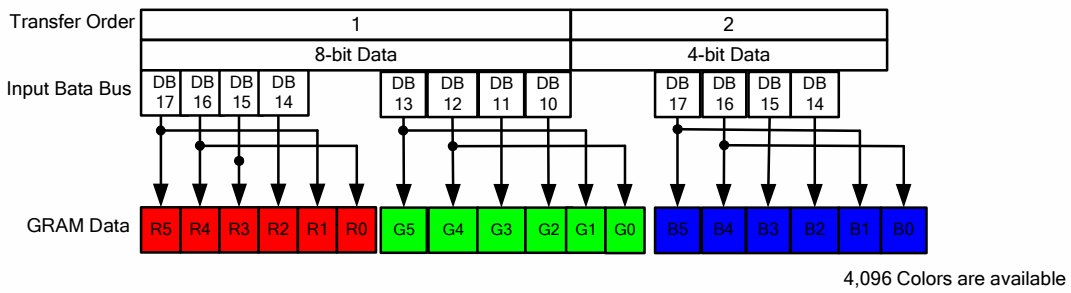 Transfer Order 1 2
8-bit Data 4-bit Data
Input Bata Bus DB 17 DB 16 DB 15 DB 14 DB 13 DB 12 DB 11 DB 10 DB 17 DB 16 DB 15 DB 14
GRAM Data R5 R4 R3 R2 R1 R0 G5 G4 G3 G2 G1 G0 B5 B4 B3 B2 B1 B0
4,096 Colors are available